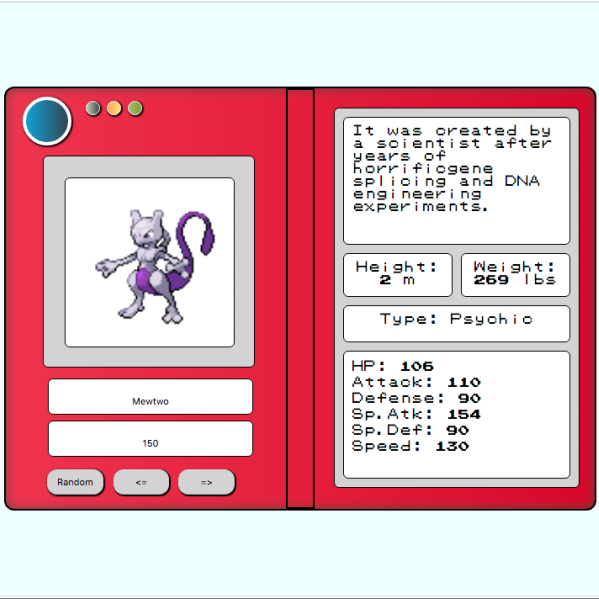 It was created by
a scientist after
years of
horrificgene
splicing and DNA
engineering
experiments.
Height:
2 m
Weight:
269 lbs
Type: Psychic
HP: 106
Attack: 110
Defense: 90
Sp.Atk: 154
Sp.Def: 90
Speed: 130
Mewtwo
150
Random
<=
=>